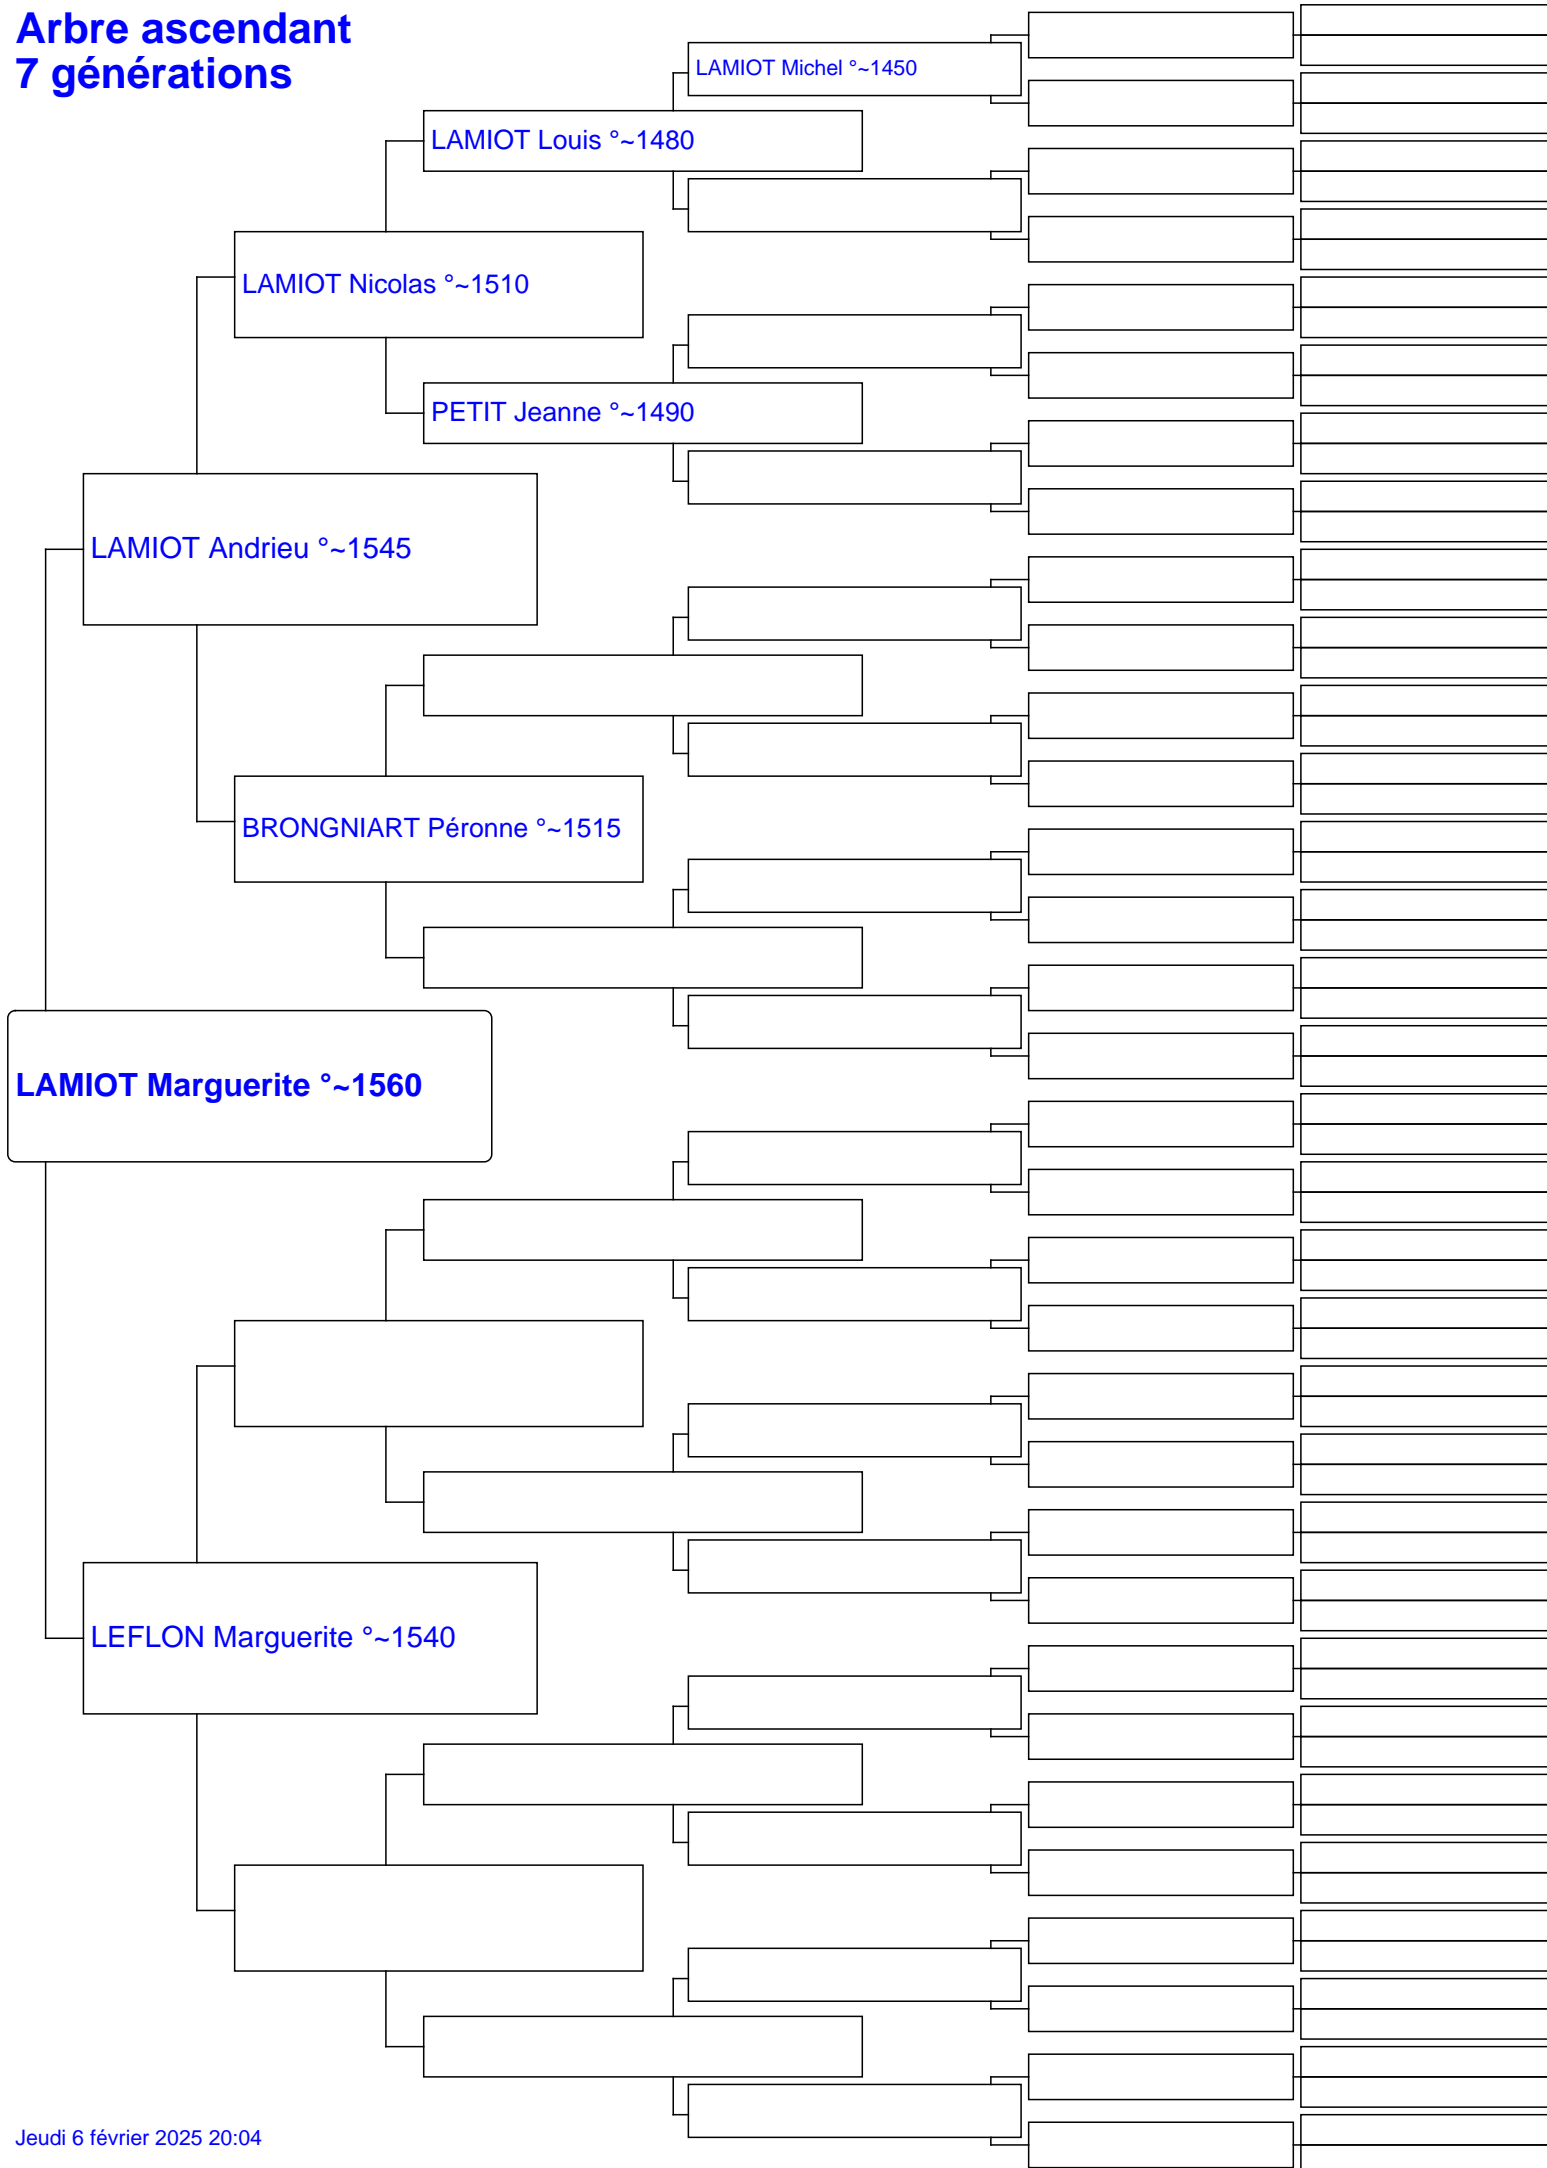 Arbre ascendant
7 générations
LAMIOT Michel °~1450
LAMIOT Louis °~1480
LAMIOT Nicolas °~1510
PETIT Jeanne °~1490
LAMIOT Andrieu °~1545
BRONGNIART Péronne °~1515
LAMIOT Marguerite °~1560
LEFLON Marguerite °~1540
Jeudi 6 février 2025 20:04